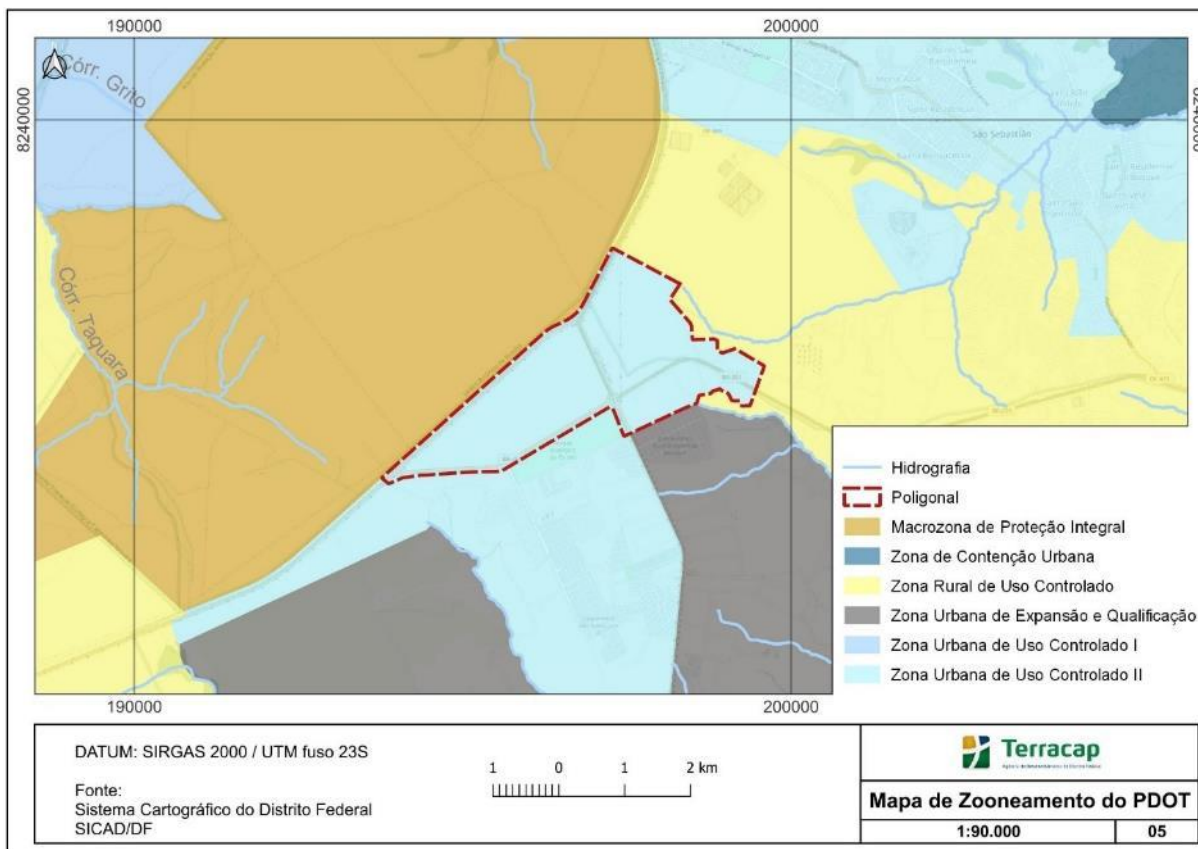 190000
200000
Córr. Grito
8240000
São Sebastião
Córr. Taquara
Hidrografia
Poligonal
Macrozona de Proteção Integral
Zona de Contenção Urbana
Zona Rural de Uso Controlado
Zona Urbana de Expansão e Qualificação
Zona Urbana de Uso Controlado I
Zona Urbana de Uso Controlado II
190000
200000
DATUM: SIRGAS 2000 / UTM fuso 23S
1 0 1 2 km
Fonte:
Sistema Cartográfico do Distrito Federal
SICAD/DF
Terracap
Mapa de Zooneamento do PDOT
1:90.000
05